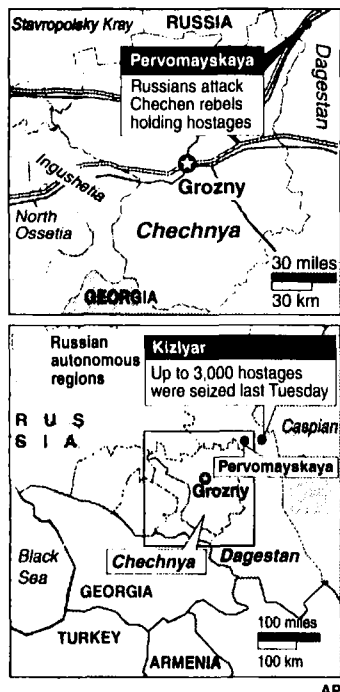 Stavropolsky Kray
RUSSIA
Pervomayskaya
Russians attack
Chechen rebels
holding hostages
Dagestan
Ingushetia
Grozny
North
Ossetia
Chechnya
30 miles
30 km
GEORGIA
Russian
autonomous
regions
Kizlyar
Up to 3,000 hostages
were seized last Tuesday
R U S
S I A
Caspian
Pervomayskaya
Grozny
Black
Sea
Chechnya
Dagestan
GEORGIA
TURKEY
ARMENIA
100 miles
100 km
AP